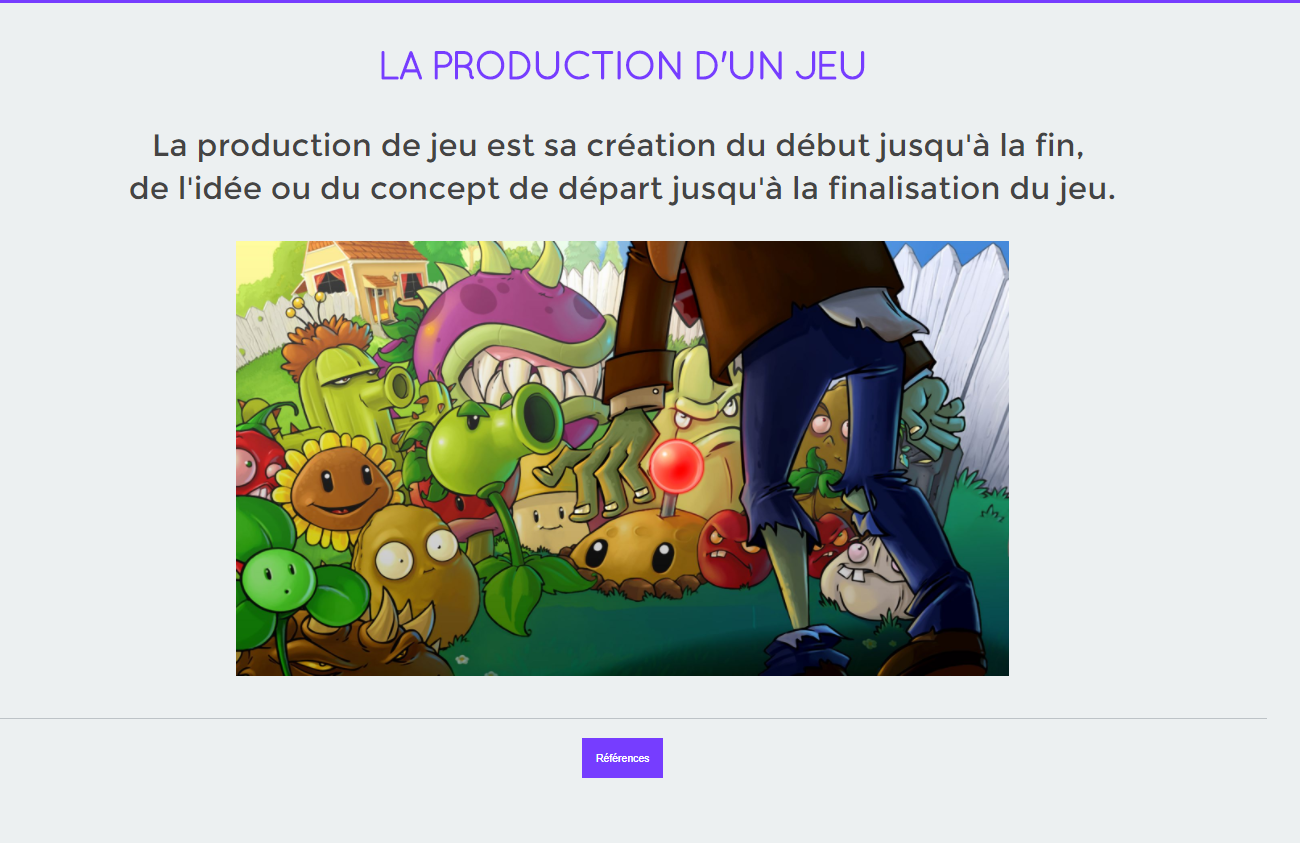 LA PRODUCTION D'UN JEU
La production de jeu est sa création du début jusqu'à la fin,
de l'idée ou du concept de départ jusqu'à la finalisation du jeu.
Références